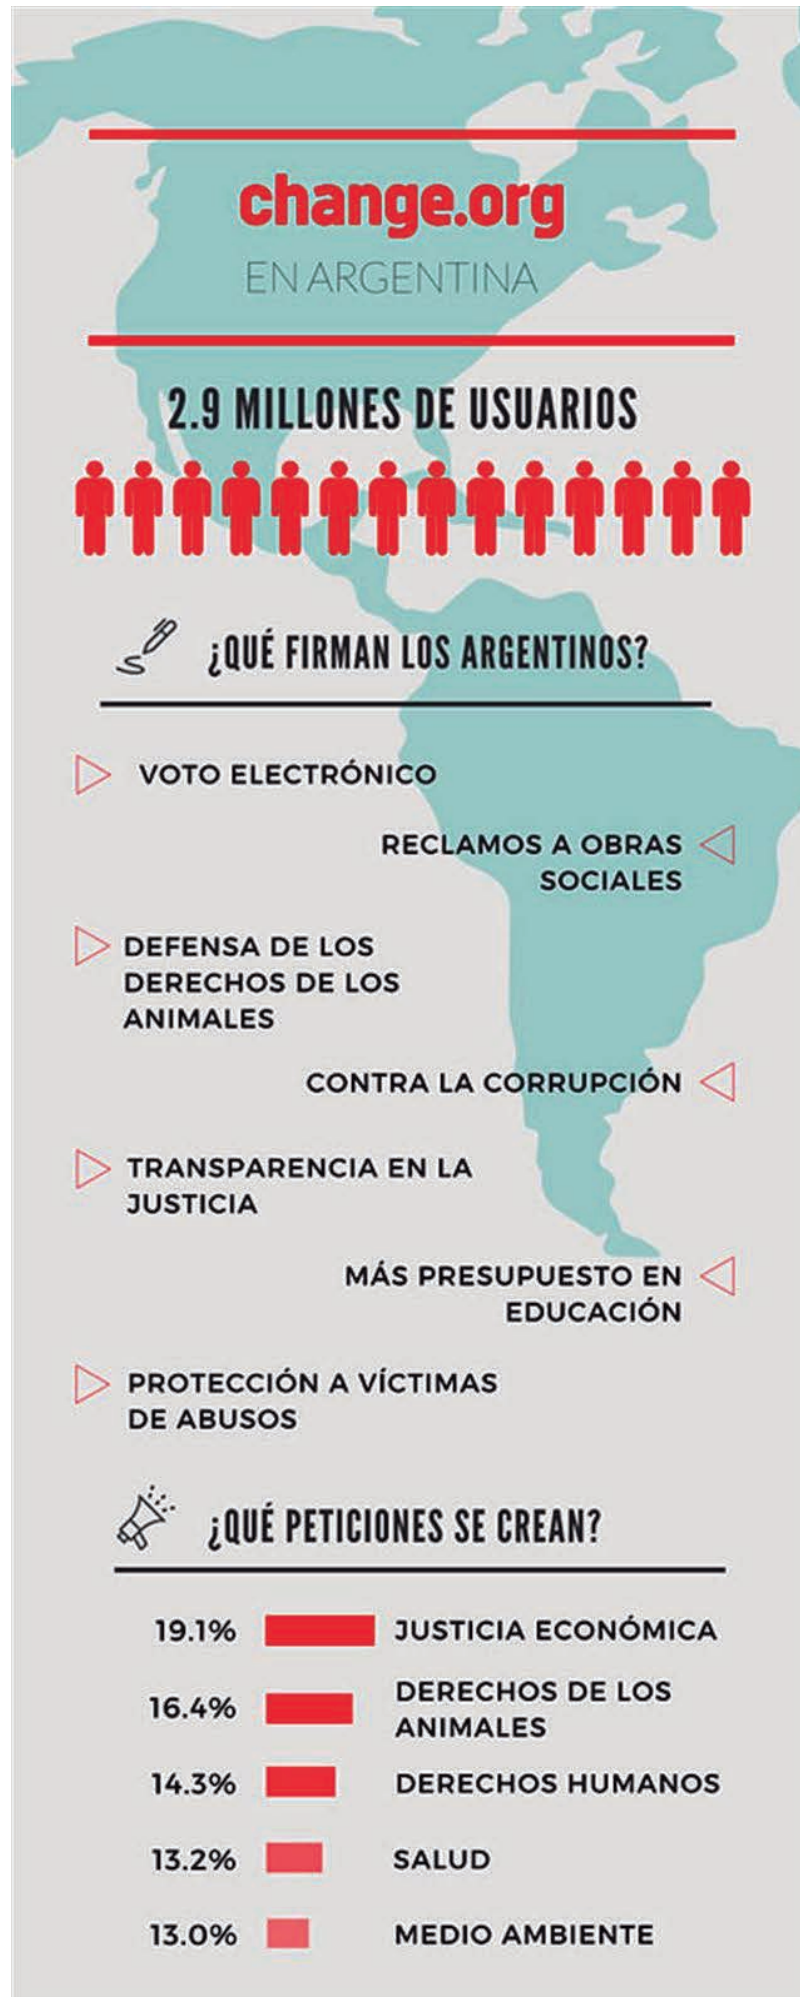 change.org
EN ARGENTINA
2.9 MILLONES DE USUARIOS
¿QUÉ FIRMAN LOS ARGENTINOS?
VOTO ELECTRÓNICO
RECLAMOS A OBRAS
SOCIALES
DEFENSA DE LOS
DERECHOS DE LOS
ANIMALES
CONTRA LA CORRUPCIÓN
TRANSPARENCIA EN LA
JUSTICIA
MÁS PRESUPUESTO EN
EDUCACIÓN
PROTECCIÓN A VÍCTIMAS
DE ABUSOS
¿QUÉ PETICIONES SE CREAN?
19.1% JUSTICIA ECONÓMICA
16.4% DERECHOS DE LOS
ANIMALES
14.3% DERECHOS HUMANOS
13.2% SALUD
13.0% MEDIO AMBIENTE